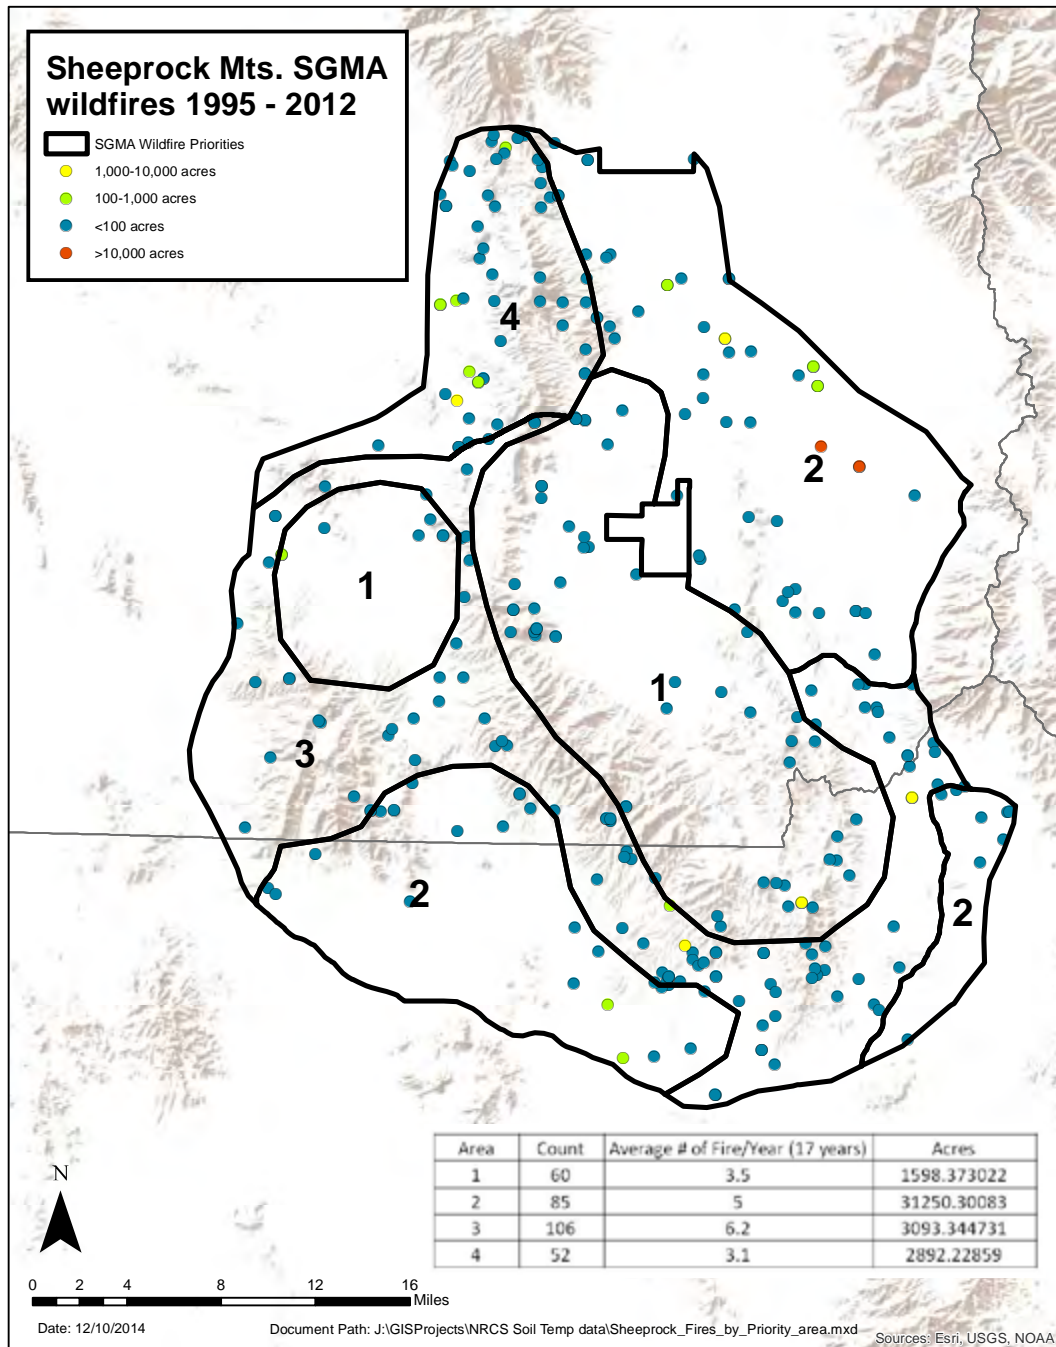 Sheeprock Mts. SGMA
wildfires 1995 - 2012
SGMA Wildfire Priorities
1,000-10,000 acres
100-1,000 acres
<100 acres
>10,000 acres
4
2
1
1
3
2
2
Area Count Average # of Fire/Year (17 years) Acres
1 60 3.5 1598.373022
2 85 5 31250.30083
3 106 6.2 3093.344731
4 52 3.1 2892.22859
N
0 2 4 8 12 16
Miles
Date: 12/10/2014
Document Path: J:\GISProjects\NRCS Soil Temp data\Sheeprock_Fires_by_Priority_area.mxd
Sources: Esri, USGS, NOAA